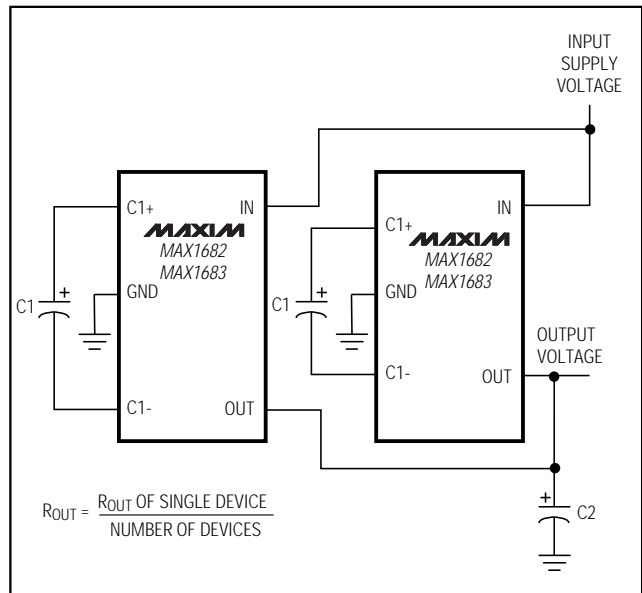 INPUT
SUPPLY
VOLTAGE
C1+
IN
MAXIM
MAX1682
MAX1683
GND
C1
+
C1-
OUT
C1+
IN
MAXIM
MAX1682
MAX1683
GND
C1
+
C1-
OUT
OUTPUT
VOLTAGE
+
C2
ROUT = ROUT OF SINGLE DEVICE
NUMBER OF DEVICES